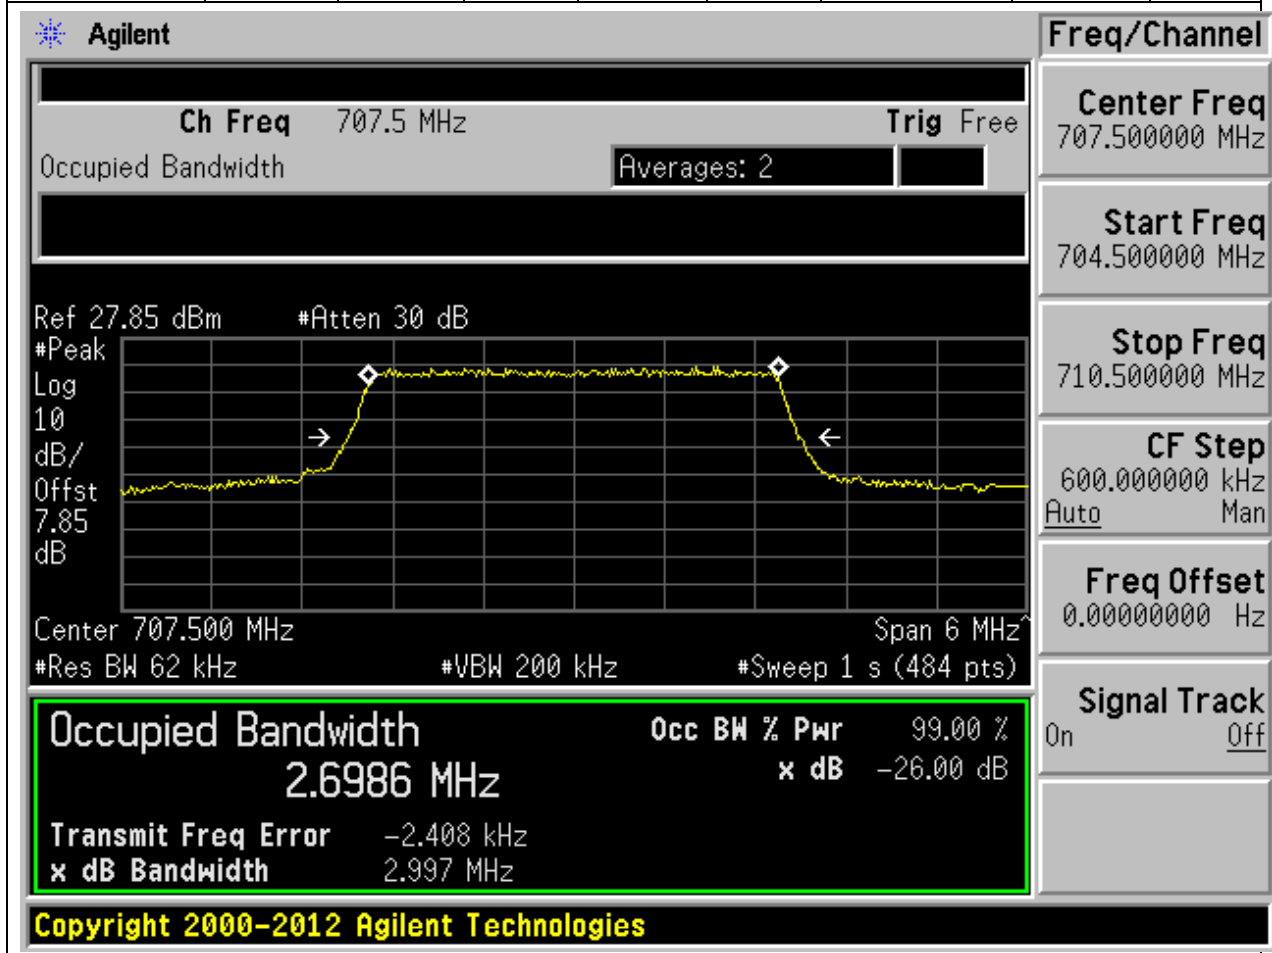 Agilent
Freq/Channel
Ch Freq 707.5 MHz Trig Free
Occupied Bandwidth Averages: 2
Center Freq
707.500000 MHz
Start Freq
704.500000 MHz
Stop Freq
710.500000 MHz
CF Step
600.000000 kHz
Auto Man
Freq Offset
0.00000000 Hz
Signal Track
On Off
Ref 27.85 dBm #Atten 30 dB
#Peak
Log
10
dB/
Offst
7.85
dB
Center 707.500 MHz Span 6 MHz^
#Res BW 62 kHz #VBW 200 kHz #Sweep 1 s (484 pts)
Occupied Bandwidth Occ BW % Pwr 99.00 %
2.6986 MHz x dB -26.00 dB
Transmit Freq Error -2.408 kHz
x dB Bandwidth 2.997 MHz
Copyright 2000-2012 Agilent Technologies